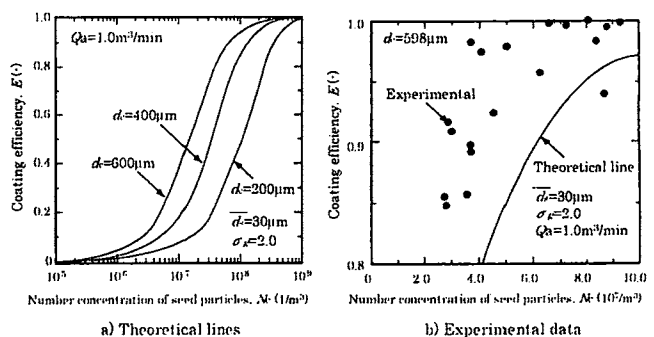 Qa=1.0m³/min
Coating efficiency, E(-)
1.0
0.8
0.6
0.4
0.2
0.0
dc=400μm
dc=600μm
dc=200μm
dc=30μm
σg=2.0
10⁵ 10⁶ 10⁷ 10⁸ 10⁹
Number concentration of seed particles, Nc (1/m³)
a) Theoretical lines
dc=598μm
Coating efficiency, E(-)
1.0
0.9
0.8
Experimental
Theoretical line
dc=30μm
σg=2.0
Qa=1.0m³/min
0 2.0 4.0 6.0 8.0 10.0
Number concentration of seed particles, Nc (10⁷/m³)
b) Experimental data